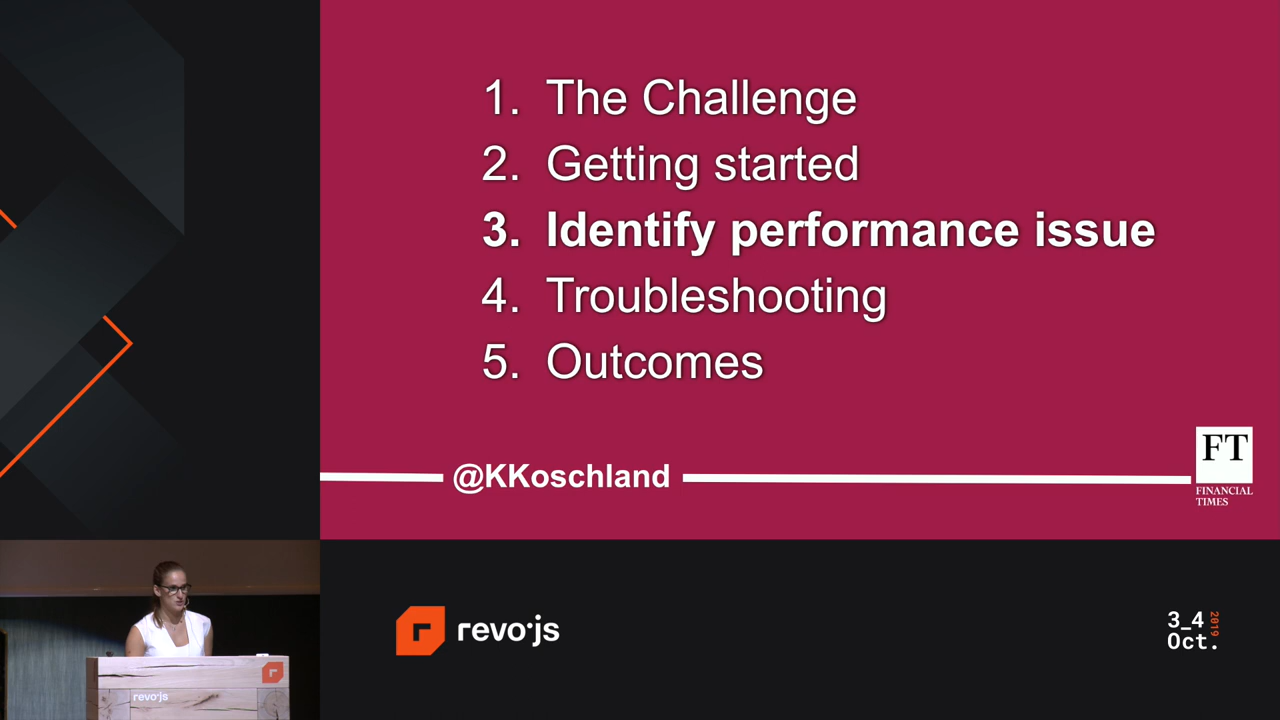 1. The Challenge
2. Getting started
3. Identify performance issue
4. Troubleshooting
5. Outcomes
@KKoschland
FT
FINANCIAL
TIMES
r revo·js
3_4
Oct.
2019
revo·js